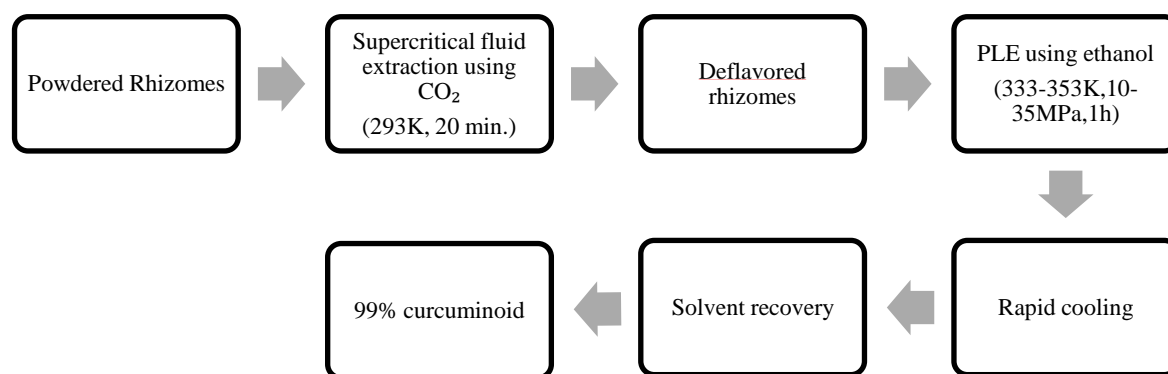 Powdered Rhizomes
Supercritical fluid
extraction using
CO₂
(293K, 20 min.)
Deflavored
rhizomes
PLE using ethanol
(333-353K,10-
35MPa,1h)
Rapid cooling
Solvent recovery
99% curcuminoid